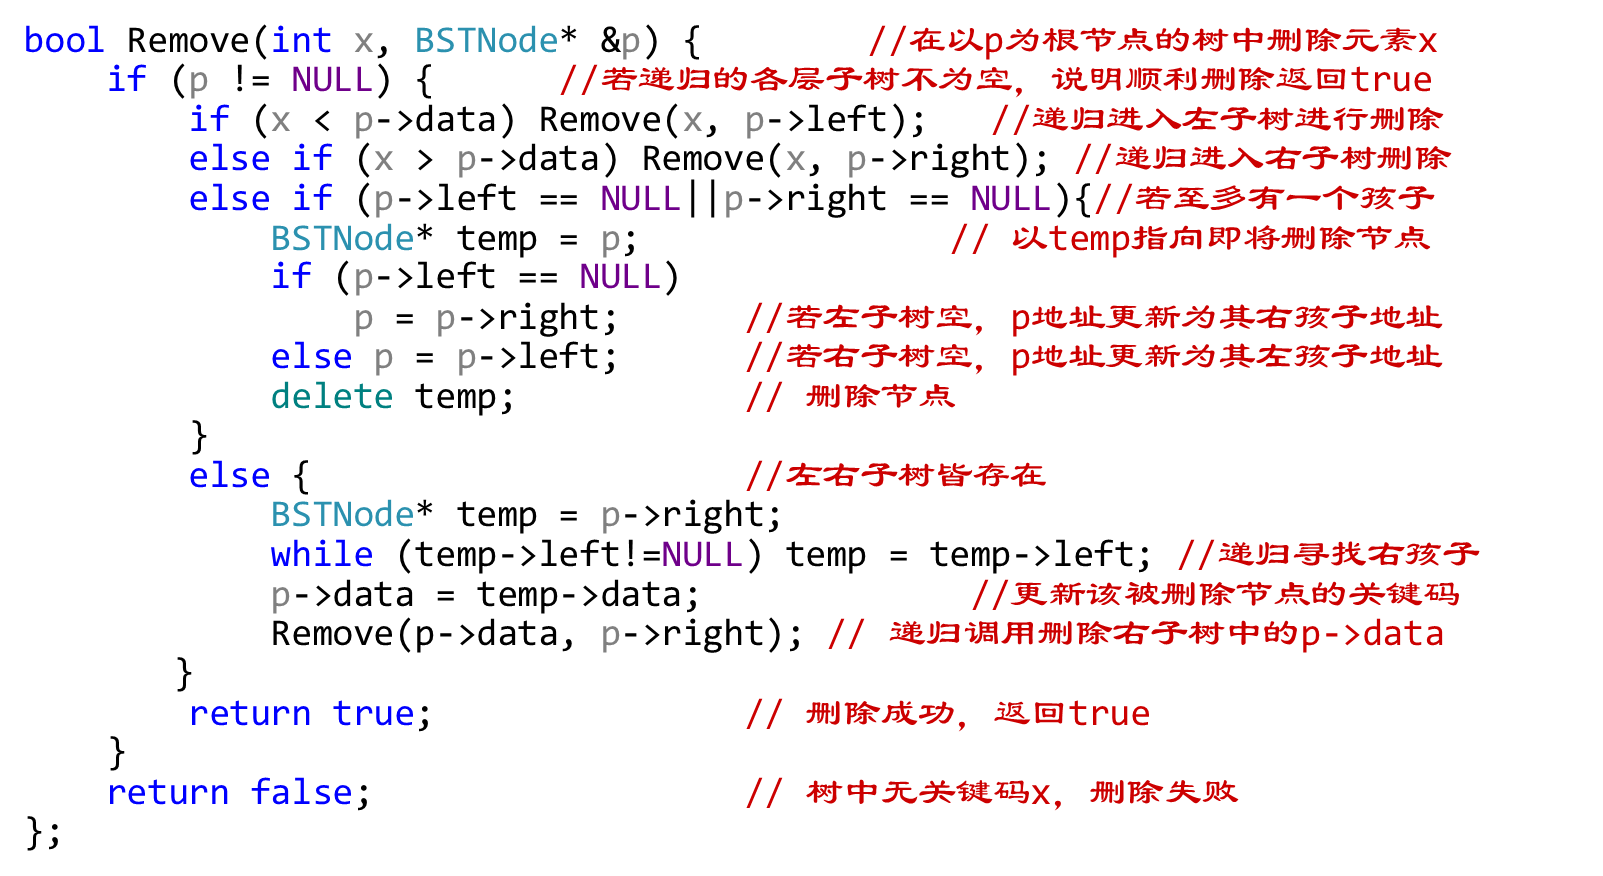 bool Remove(int x, BSTNode* &p) { //在以p为根节点的树中删除元素x
if (p != NULL) { //若递归的各层子树不为空，说明顺利删除返回true
if (x < p->data) Remove(x, p->left); //递归进入左子树进行删除
else if (x > p->data) Remove(x, p->right); //递归进入右子树删除
else if (p->left == NULL||p->right == NULL){//若至多有一个孩子
BSTNode* temp = p; // 以temp指向即将删除节点
if (p->left == NULL)
p = p->right; //若左子树空，p地址更新为其右孩子地址
else p = p->left; //若右子树空，p地址更新为其左孩子地址
delete temp; // 删除节点
}
else { //左右子树皆存在
BSTNode* temp = p->right;
while (temp->left!=NULL) temp = temp->left; //递归寻找右孩子
p->data = temp->data; //更新该被删除节点的关键码
Remove(p->data, p->right); // 递归调用删除右子树中的p->data
}
return true; // 删除成功，返回true
}
return false; // 树中无关键码x，删除失败
};